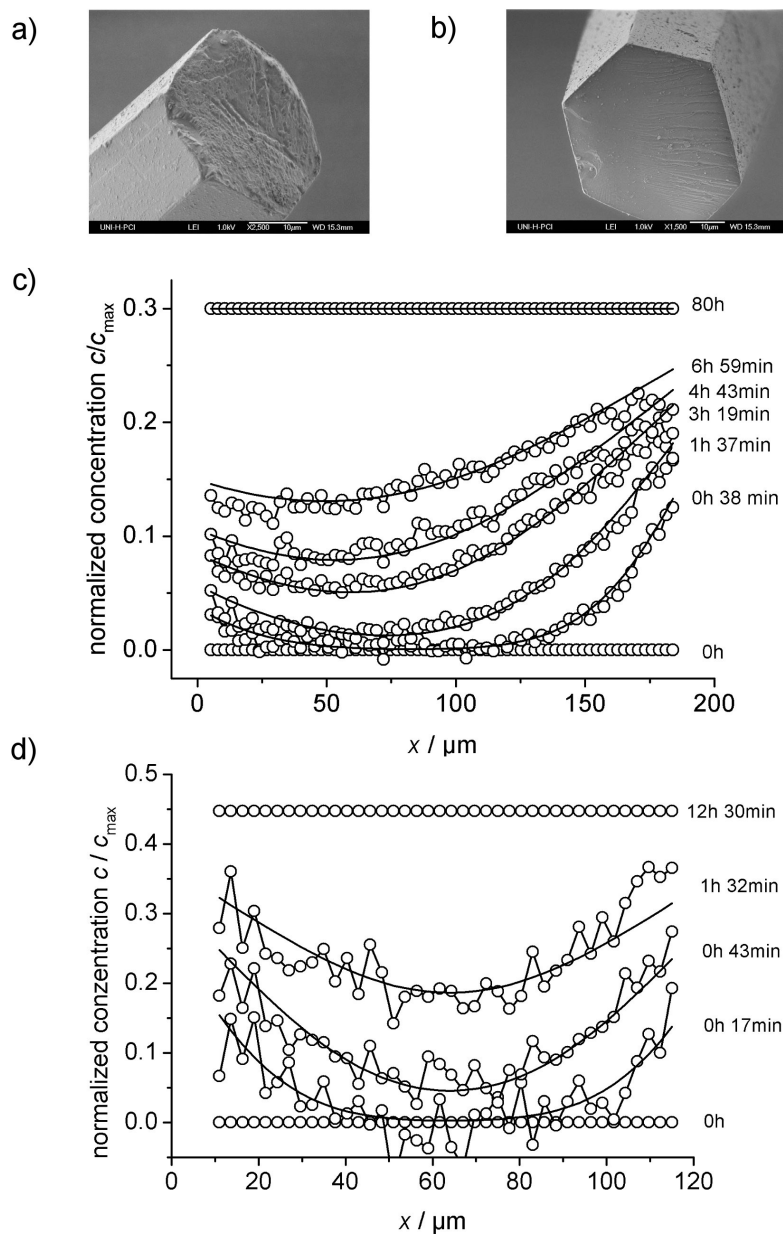 a)
b)
UNI-H-PCI LEI 1.0kV X2,500 10µm WD 15.3mm
UNI-H-PCI LEI 1.0kV X1,500 10µm WD 15.3mm
c)
normalized concentration c/cmax
0.3
0.2
0.1
0.0
80h
6h 59min
4h 43min
3h 19min
1h 37min
0h 38 min
0h
0 50 100 150 200
x / µm
d)
normalized conzentration c / cmax
0.5
0.4
0.3
0.2
0.1
0.0
12h 30min
1h 32min
0h 43min
0h 17min
0h
0 20 40 60 80 100 120
x / µm